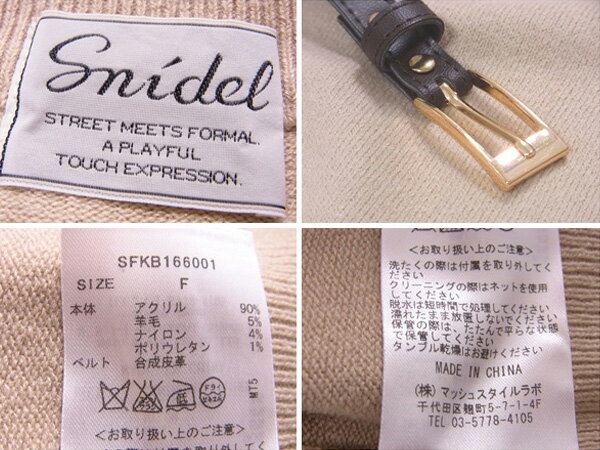 Snidel
STREET MEETS FORMAL.
A PLAYFUL
TOUCH EXPRESSION.
SFKB166001
SIZE F
本体 アクリル 90%
羊毛 5%
ナイロン 4%
ポリウレタン 1%
ベルト 合成皮革
ドライ
MT5
<お取り扱い上のご注意>
<お取り扱い上のご注意>
洗たくの際は付属を取り外してくだ
さい
クリーニングの際はネットを使用
してください
脱水は短時間で処理してください
濡れたまま放置しないでください
保管の際は、たたんで平らな状態
で保管してください
タンブル乾燥はお避けください
MADE IN CHINA
(株)マッシュスタイルラボ
千代田区麹町5-7-1-4F
TEL 03-5778-4105